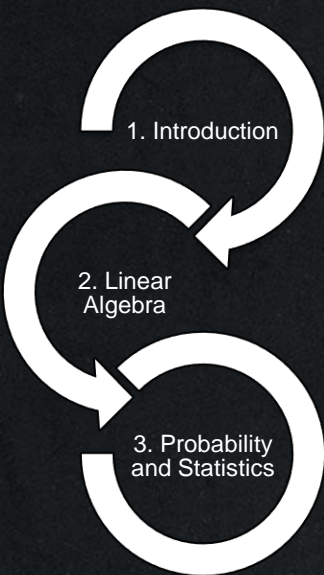 1. Introduction
2. Linear
Algebra
3. Probability
and Statistics